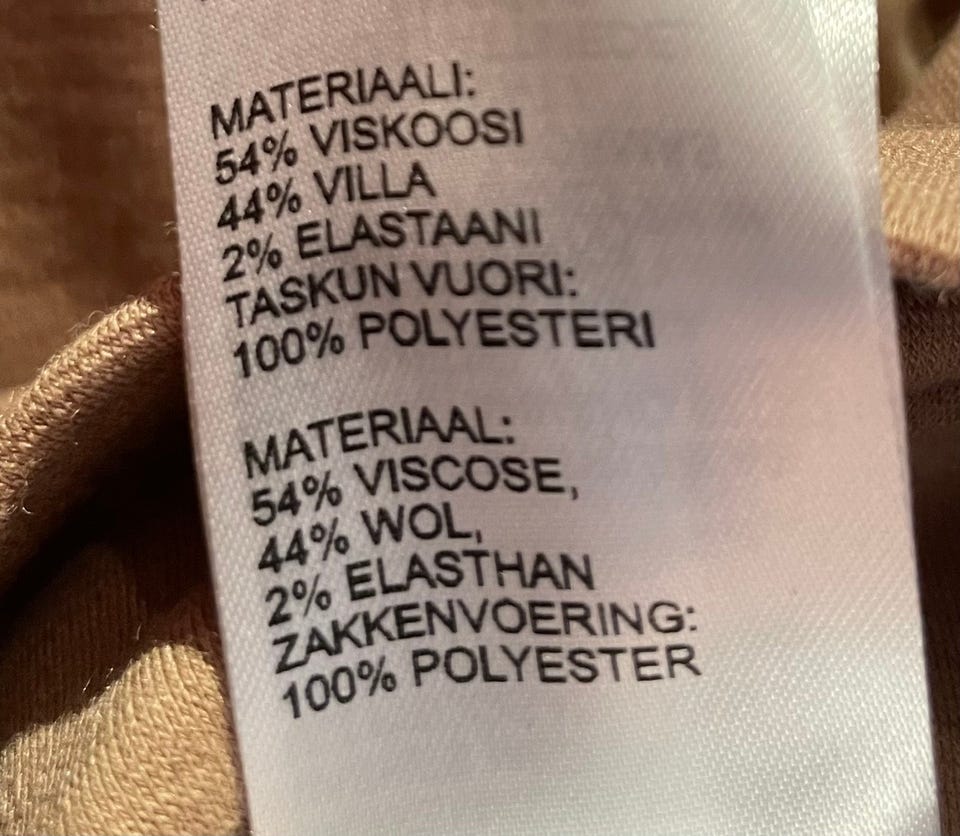 MATERIAALI:
54% VISKOOSI
44% VILLA
2% ELASTAANI
TASKUN VUORI:
100% POLYESTERI
MATERIAAL:
54% VISCOSE,
44% WOL,
2% ELASTHAN
ZAKKENVOERING:
100% POLYESTER